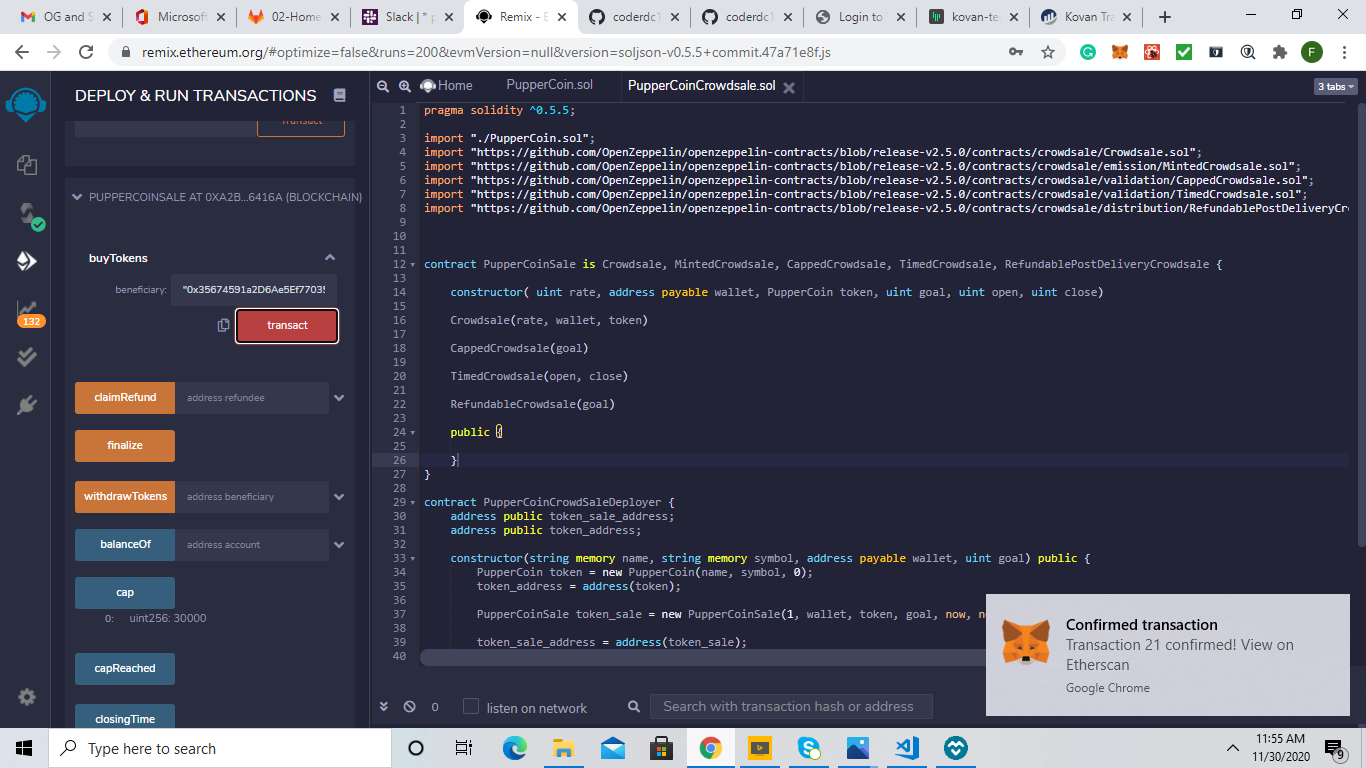 OG and S
Microsoft
02-Home
Slack | * p
Remix - E
coderdc1
coderdc1
Login to
kovan-te
Kovan Tra
remix.ethereum.org/#optimize=false&runs=200&evmVersion=null&version=soljson-v0.5.5+commit.47a71e8f.js
F
DEPLOY & RUN TRANSACTIONS
Home
PupperCoin.sol
PupperCoinCrowdsale.sol
3 tabs
transact
PUPPERCOINSALE AT 0XA2B...6416A (BLOCKCHAIN)
buyTokens
beneficiary:
"0x35674591a2D6Ae5Ef7703
transact
132
claimRefund
address refundee
finalize
withdrawTokens
address beneficiary
balanceOf
address account
cap
0: uint256: 30000
capReached
closingTime
1 pragma solidity ^0.5.5;
2
3 import "./PupperCoin.sol";
4 import "https://github.com/OpenZeppelin/openzeppelin-contracts/blob/release-v2.5.0/contracts/crowdsale/Crowdsale.sol";
5 import "https://github.com/OpenZeppelin/openzeppelin-contracts/blob/release-v2.5.0/contracts/crowdsale/emission/MintedCrowdsale.sol";
6 import "https://github.com/OpenZeppelin/openzeppelin-contracts/blob/release-v2.5.0/contracts/crowdsale/validation/CappedCrowdsale.sol";
7 import "https://github.com/OpenZeppelin/openzeppelin-contracts/blob/release-v2.5.0/contracts/crowdsale/validation/TimedCrowdsale.sol";
8 import "https://github.com/OpenZeppelin/openzeppelin-contracts/blob/release-v2.5.0/contracts/crowdsale/distribution/RefundablePostDeliveryCr
9
10
11
12 contract PupperCoinSale is Crowdsale, MintedCrowdsale, CappedCrowdsale, TimedCrowdsale, RefundablePostDeliveryCrowdsale {
13
14 constructor( uint rate, address payable wallet, PupperCoin token, uint goal, uint open, uint close)
15
16 Crowdsale(rate, wallet, token)
17
18 CappedCrowdsale(goal)
19
20 TimedCrowdsale(open, close)
21
22 RefundableCrowdsale(goal)
23
24 public {
25
26 }
27 }
28
29 contract PupperCoinCrowdSaleDeployer {
30 address public token_sale_address;
31 address public token_address;
32
33 constructor(string memory name, string memory symbol, address payable wallet, uint goal) public {
34 PupperCoin token = new PupperCoin(name, symbol, 0);
35 token_address = address(token);
36
37 PupperCoinSale token_sale = new PupperCoinSale(1, wallet, token, goal, now, n
38
39 token_sale_address = address(token_sale);
40
0
listen on network
Search with transaction hash or address
Confirmed transaction
Transaction 21 confirmed! View on
Etherscan
Google Chrome
Type here to search
11:55 AM
11/30/2020
9